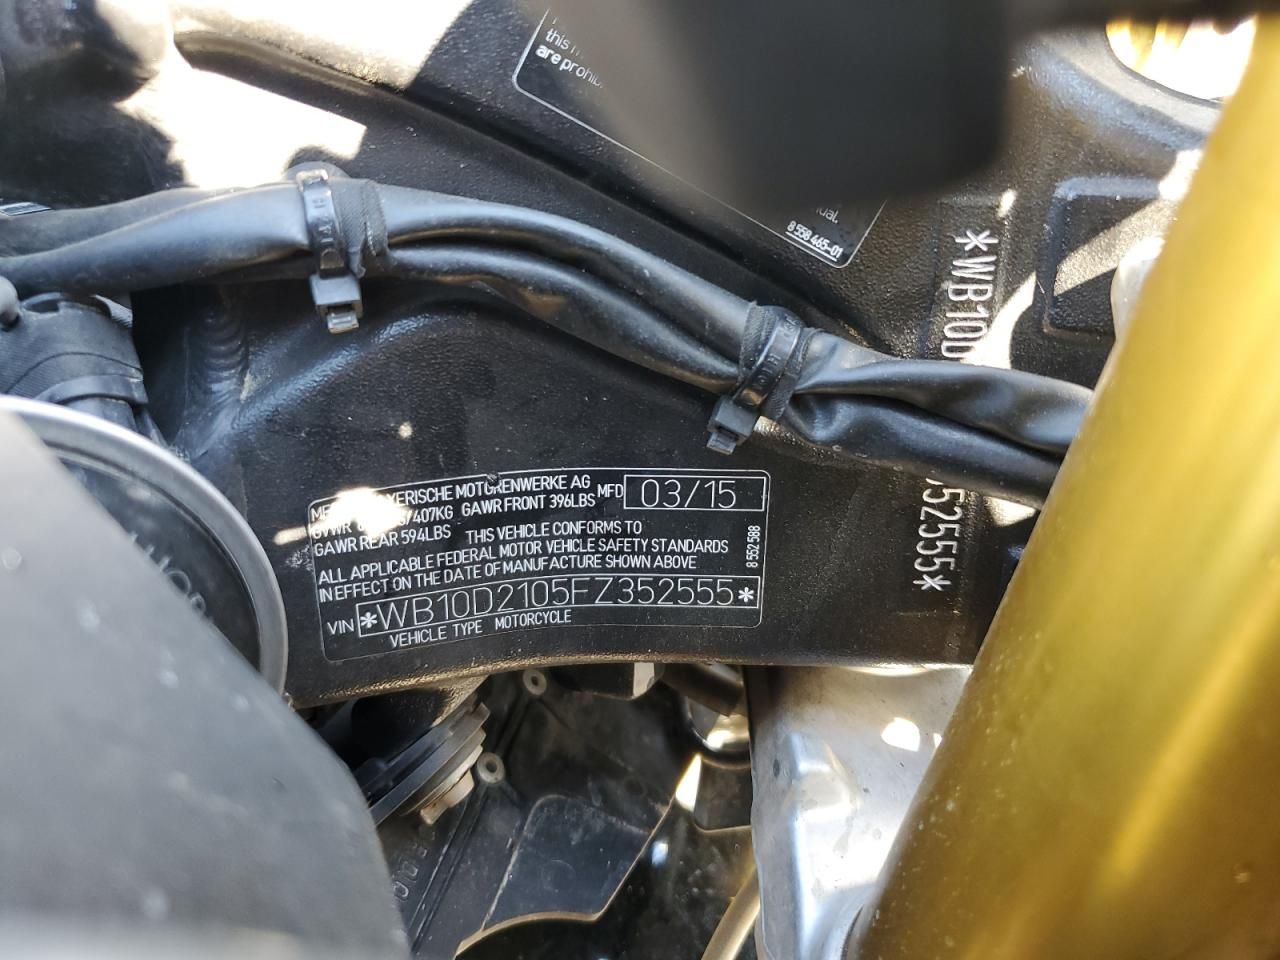 this
are prohib
ual.
8 558 465-01
*WB10D
52555*
YERISCHE MOTORENWERKE AG MFD 03/15
GVWR /407KG GAWR FRONT 396LBS
GAWR REAR 594LBS THIS VEHICLE CONFORMS TO
ALL APPLICABLE FEDERAL MOTOR VEHICLE SAFETY STANDARDS
IN EFFECT ON THE DATE OF MANUFACTURE SHOWN ABOVE
8 552 588
VIN *WB10D2105FZ352555*
VEHICLE TYPE MOTORCYCLE